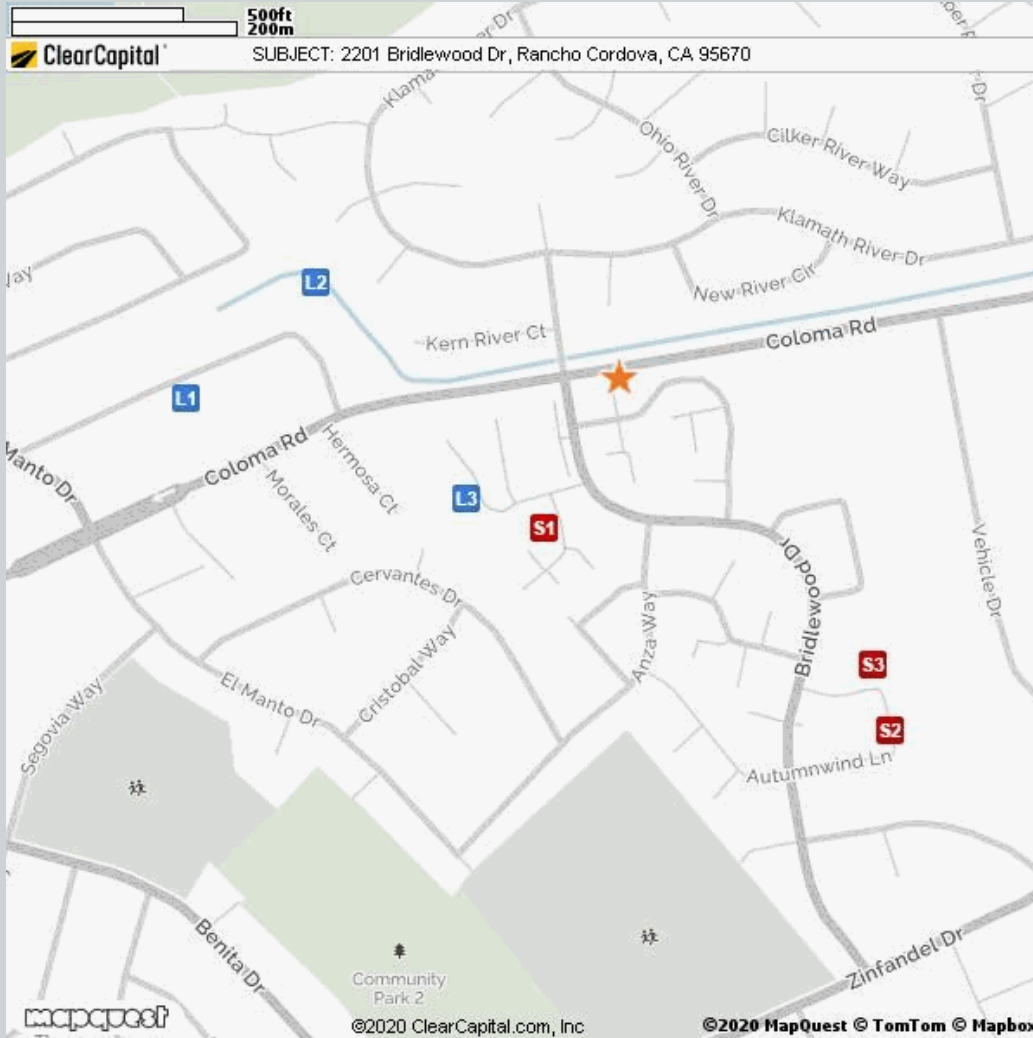 500ft
200m
ClearCapital
SUBJECT: 2201 Bridlewood Dr, Rancho Cordova, CA 95670
Ohio River Dr
Cilker River Way
Klamath River Dr
New River Cir
L2
Kern River Ct
Coloma Rd
L1
Manto Dr
Coloma Rd
Hermosa Ct
Morales Ct
L3
S1
Bridlewood Dr
Vehicle Dr
Cervantes Dr
Cristobal Way
Anza Way
S3
El Manto Dr
Segovia Way
S2
Autumnwind Ln
Benita Dr
Community
Park 2
Zinfandel Dr
mapquest
©2020 ClearCapital.com, Inc
©2020 MapQuest © TomTom © Mapbox